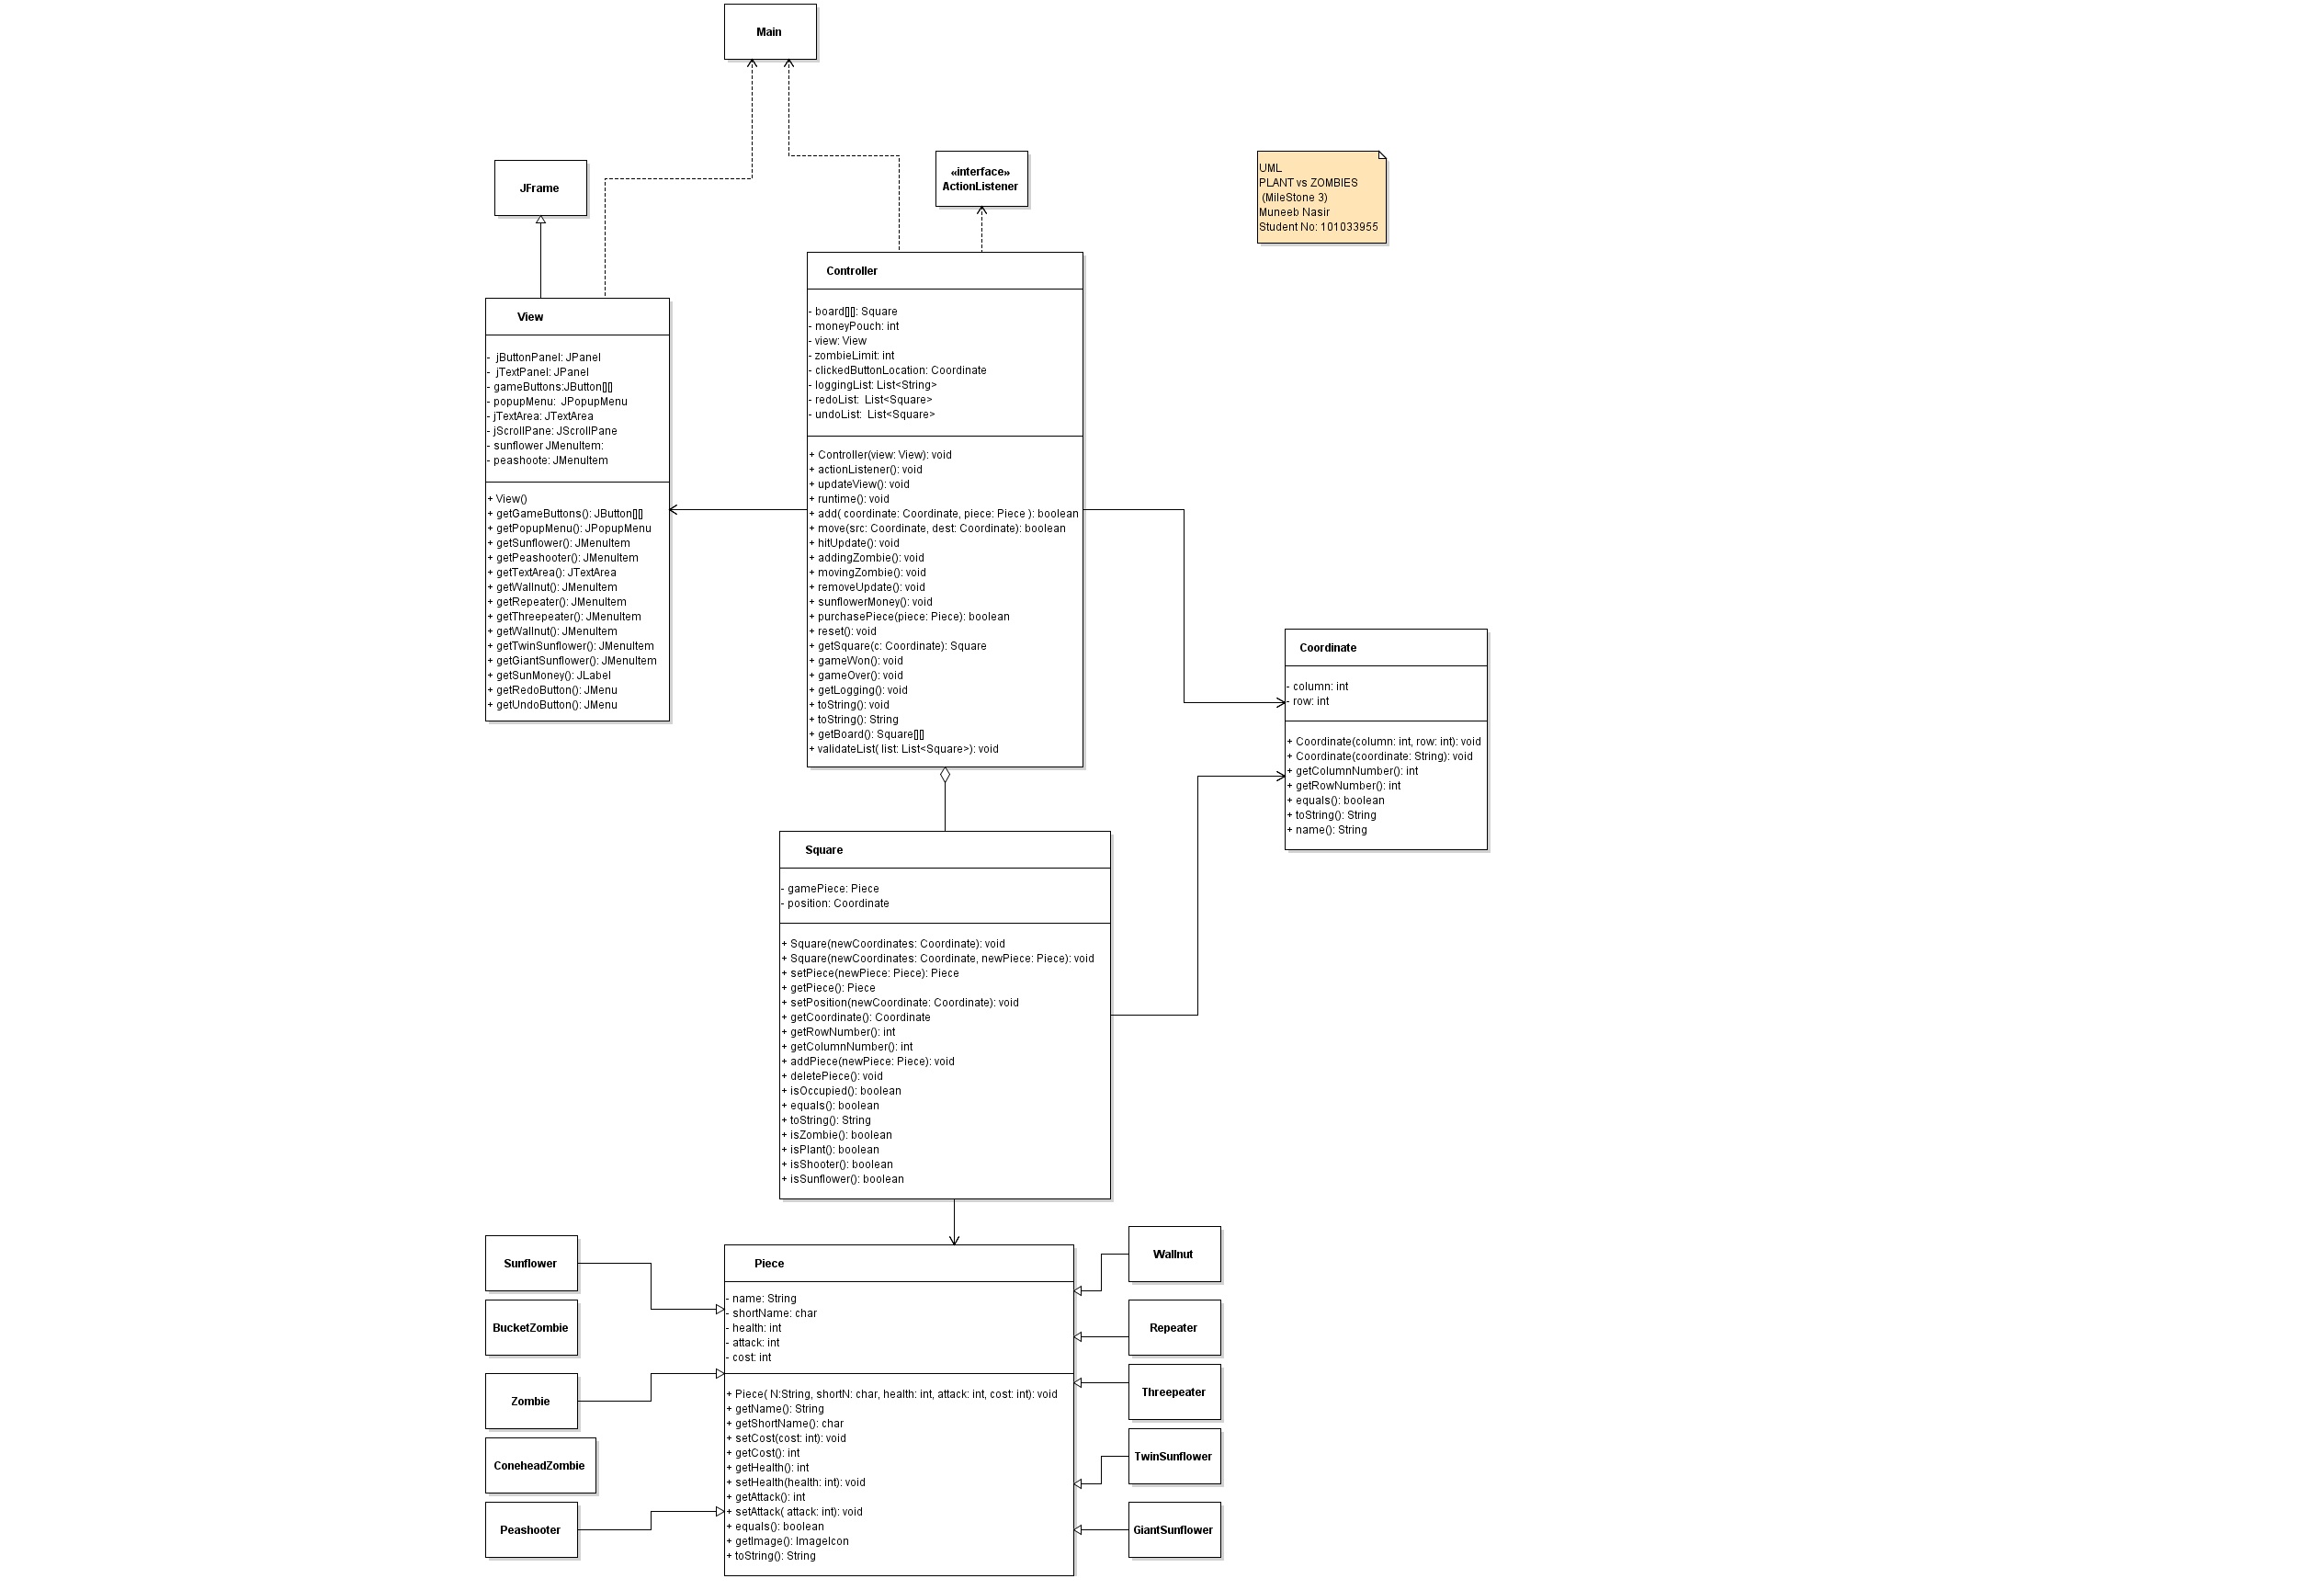 Main
JFrame
«interface»
ActionListener
UML
PLANT vs ZOMBIES
(MileStone 3)
Muneeb Nasir
Student No: 101033955
View
-  jButtonPanel: JPanel
-  jTextPanel: JPanel
- gameButtons:JButton[][]
- popupMenu:  JPopupMenu
- jTextArea: JTextArea
- jScrollPane: JScrollPane
- sunflower JMenuItem:
- peashoote: JMenuItem
+ View()
+ getGameButtons(): JButton[][]
+ getPopupMenu(): JPopupMenu
+ getSunflower(): JMenuItem
+ getPeashooter(): JMenuItem
+ getTextArea(): JTextArea
+ getWallnut(): JMenuItem
+ getRepeater(): JMenuItem
+ getThreepeater(): JMenuItem
+ getWallnut(): JMenuItem
+ getTwinSunflower(): JMenuItem
+ getGiantSunflower(): JMenuItem
+ getSunMoney(): JLabel
+ getRedoButton(): JMenu
+ getUndoButton(): JMenu
Controller
- board[][]: Square
- moneyPouch: int
- view: View
- zombieLimit: int
- clickedButtonLocation: Coordinate
- loggingList: List<String>
- redoList:  List<Square>
- undoList:  List<Square>
+ Controller(view: View): void
+ actionListener(): void
+ updateView(): void
+ runtime(): void
+ add( coordinate: Coordinate, piece: Piece ): boolean
+ move(src: Coordinate, dest: Coordinate): boolean
+ hitUpdate(): void
+ addingZombie(): void
+ movingZombie(): void
+ removeUpdate(): void
+ sunflowerMoney(): void
+ purchasePiece(piece: Piece): boolean
+ reset(): void
+ getSquare(c: Coordinate): Square
+ gameWon(): void
+ gameOver(): void
+ getLogging(): void
+ toString(): void
+ toString(): String
+ getBoard(): Square[][]
+ validateList( list: List<Square>): void
Coordinate
- column: int
- row: int
+ Coordinate(column: int, row: int): void
+ Coordinate(coordinate: String): void
+ getColumnNumber(): int
+ getRowNumber(): int
+ equals(): boolean
+ toString(): String
+ name(): String
Square
- gamePiece: Piece
- position: Coordinate
+ Square(newCoordinates: Coordinate): void
+ Square(newCoordinates: Coordinate, newPiece: Piece): void
+ setPiece(newPiece: Piece): Piece
+ getPiece(): Piece
+ setPosition(newCoordinate: Coordinate): void
+ getCoordinate(): Coordinate
+ getRowNumber(): int
+ getColumnNumber(): int
+ addPiece(newPiece: Piece): void
+ deletePiece(): void
+ isOccupied(): boolean
+ equals(): boolean
+ toString(): String
+ isZombie(): boolean
+ isPlant(): boolean
+ isShooter(): boolean
+ isSunflower(): boolean
Sunflower
BucketZombie
Zombie
ConeheadZombie
Peashooter
Piece
- name: String
- shortName: char
- health: int
- attack: int
- cost: int
+ Piece( N:String, shortN: char, health: int, attack: int, cost: int): void
+ getName(): String
+ getShortName(): char
+ setCost(cost: int): void
+ getCost(): int
+ getHealth(): int
+ setHealth(health: int): void
+ getAttack(): int
+ setAttack( attack: int): void
+ equals(): boolean
+ getImage(): ImageIcon
+ toString(): String
Wallnut
Repeater
Threepeater
TwinSunflower
GiantSunflower